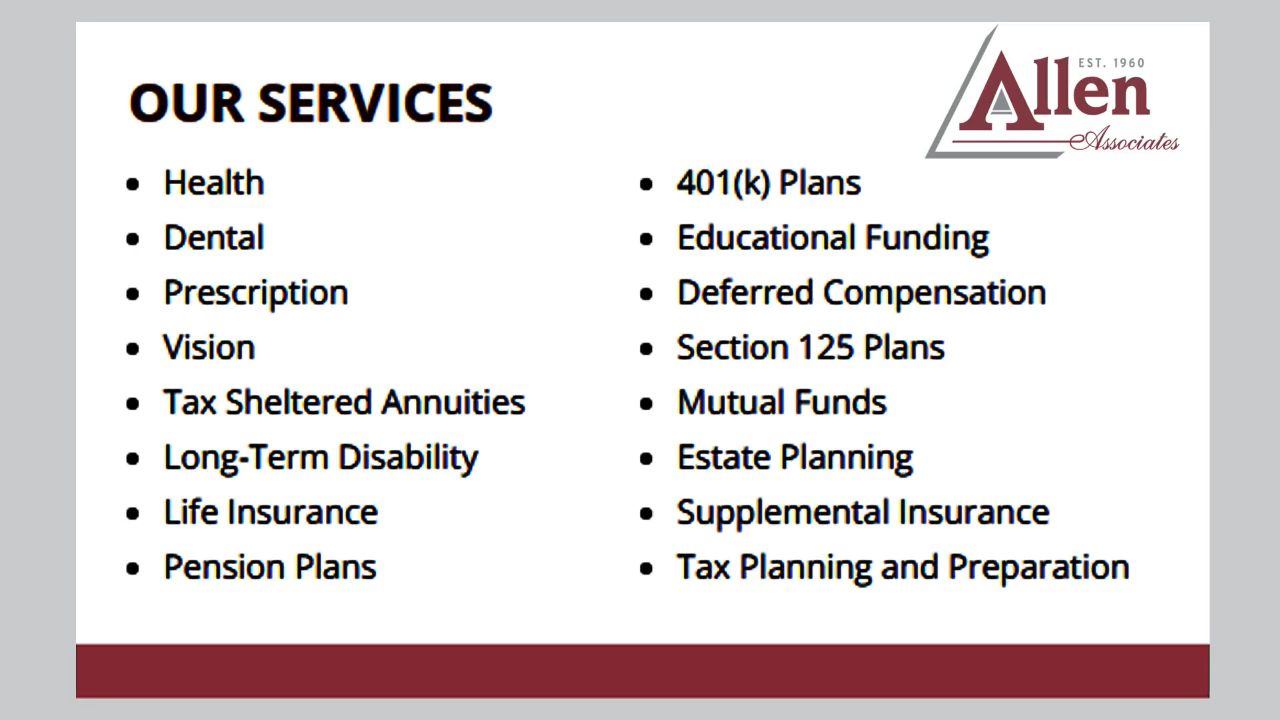 EST. 1960
Allen
Associates
OUR SERVICES
• Health
• Dental
• Prescription
• Vision
• Tax Sheltered Annuities
• Long-Term Disability
• Life Insurance
• Pension Plans
• 401(k) Plans
• Educational Funding
• Deferred Compensation
• Section 125 Plans
• Mutual Funds
• Estate Planning
• Supplemental Insurance
• Tax Planning and Preparation